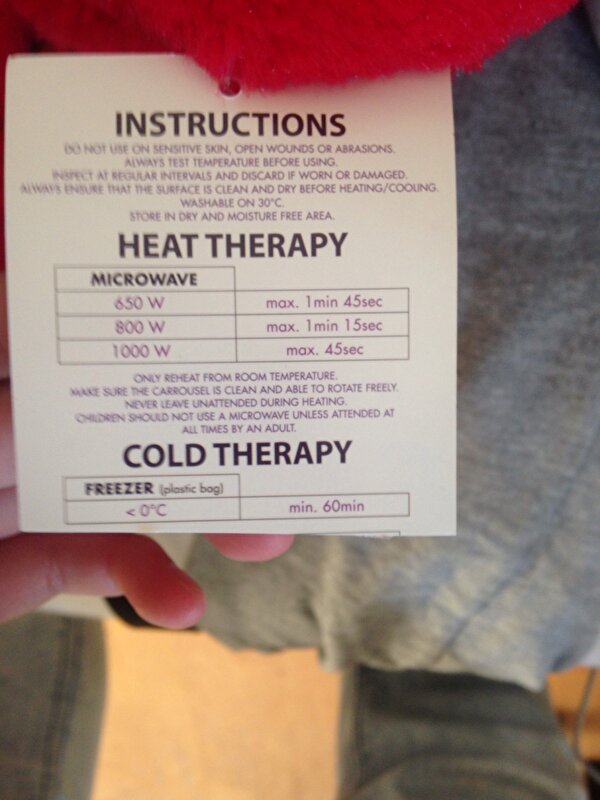 INSTRUCTIONS
DO NOT USE ON SENSITIVE SKIN, OPEN WOUNDS OR ABRASIONS.
ALWAYS TEST TEMPERATURE BEFORE USING.
INSPECT AT REGULAR INTERVALS AND DISCARD IF WORN OR DAMAGED.
ALWAYS ENSURE THAT THE SURFACE IS CLEAN AND DRY BEFORE HEATING/COOLING.
WASHABLE ON 30°C.
STORE IN DRY AND MOISTURE FREE AREA.
HEAT THERAPY
MICROWAVE
650 W max. 1min 45sec
800 W max. 1min 15sec
1000 W max. 45sec
ONLY REHEAT FROM ROOM TEMPERATURE.
MAKE SURE THE CARROUSEL IS CLEAN AND ABLE TO ROTATE FREELY.
NEVER LEAVE UNATTENDED DURING HEATING.
CHILDREN SHOULD NOT USE A MICROWAVE UNLESS ATTENDED AT
ALL TIMES BY AN ADULT.
COLD THERAPY
FREEZER (plastic bag)
< 0°C min. 60min